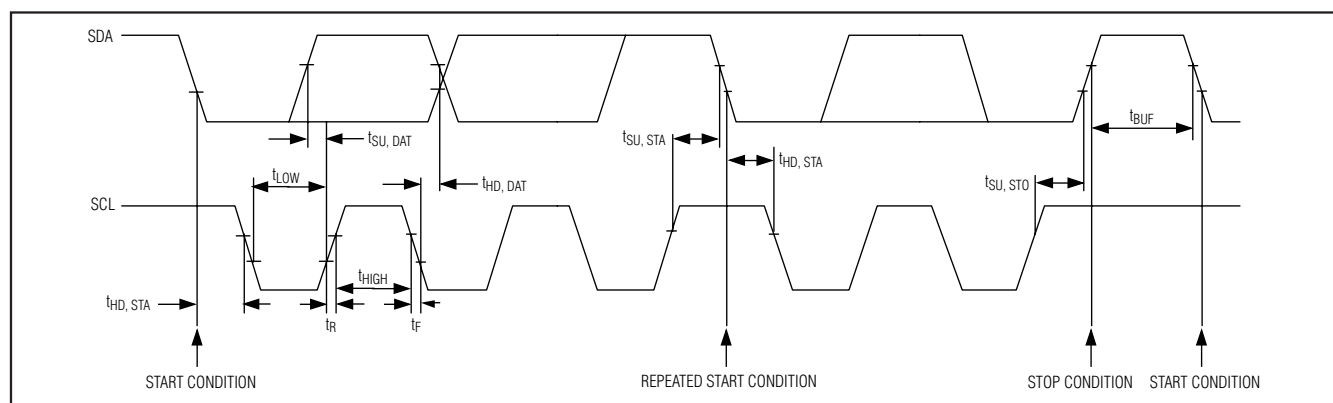 SDA
tSU, DAT
tSU, STA
tHD, STA
tBUF
tLOW
tHD, DAT
tSU, STO
SCL
tHIGH
tHD, STA
tR
tF
START CONDITION
REPEATED START CONDITION
STOP CONDITION
START CONDITION